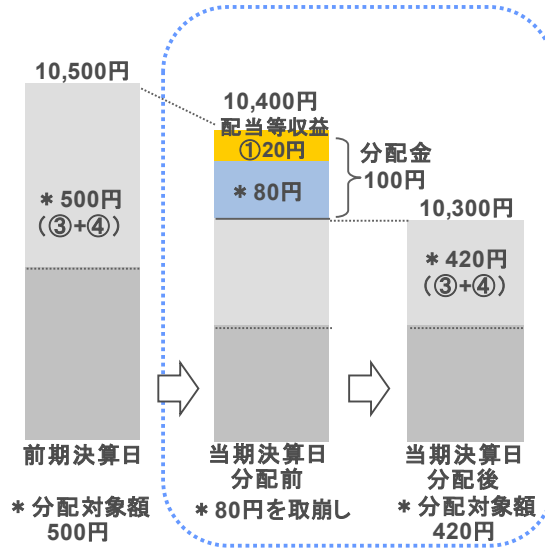 10,500円
＊500円
（③+④）
前期決算日
＊分配対象額
500円
10,400円
配当等収益
①20円
＊80円
分配金
100円
当期決算日
分配前
＊80円を取崩し
10,300円
＊420円
（③+④）
当期決算日
分配後
＊分配対象額
420円